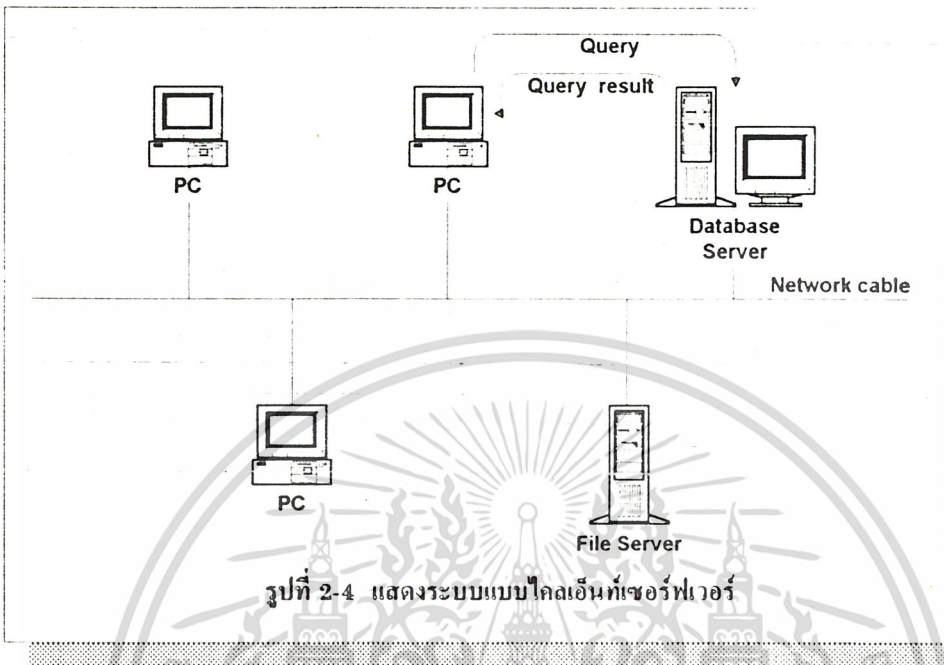 Query
Query result
PC
PC
Database
Server
Network cable
PC
File Server
รูปที่ 2-4 แสดงระบบแบบไคลเอ็นท์เซอร์ฟเวอร์